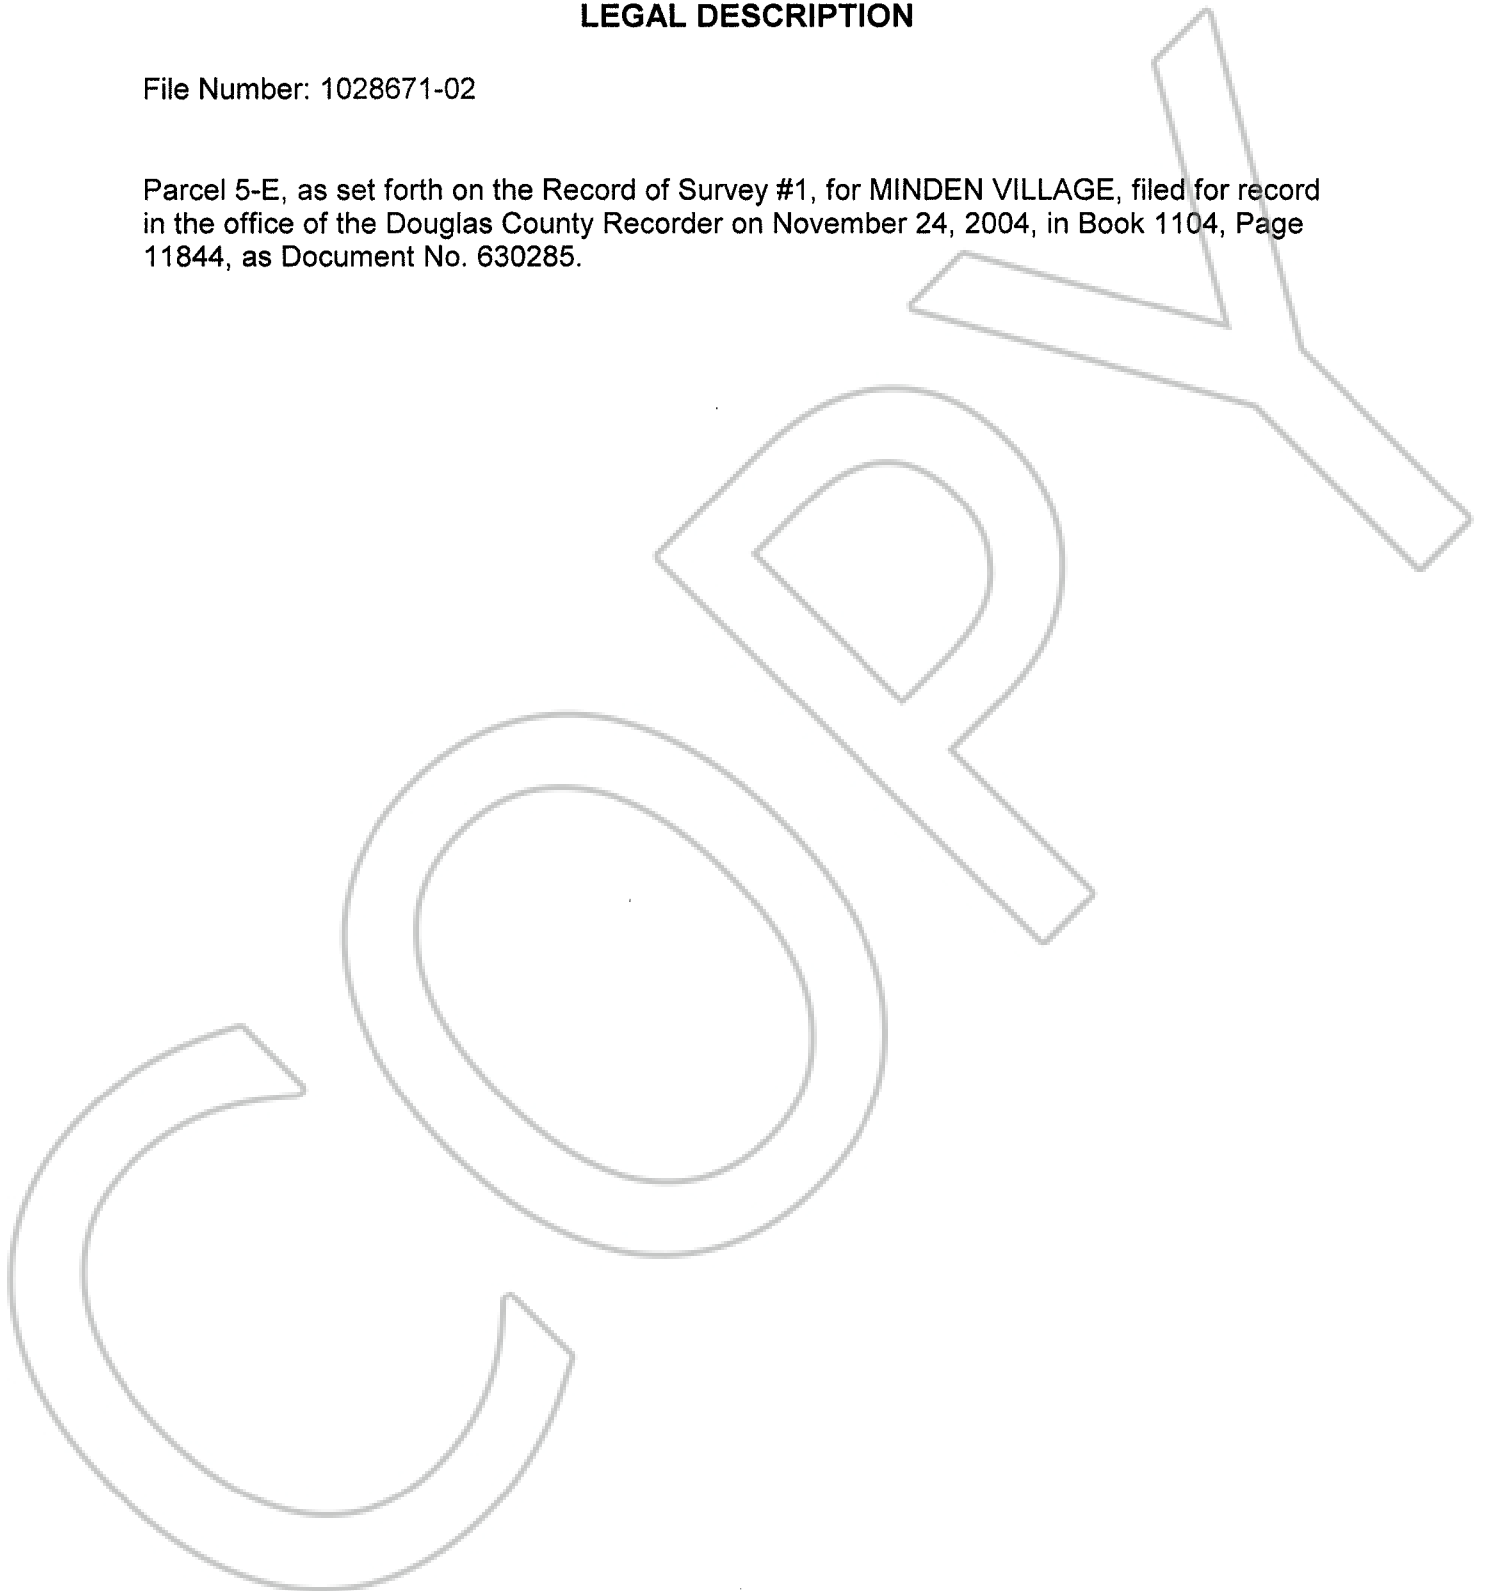 LEGAL DESCRIPTION
File Number: 1028671-02
Parcel 5-E, as set forth on the Record of Survey #1, for MINDEN VILLAGE, filed for record
in the office of the Douglas County Recorder on November 24, 2004, in Book 1104, Page
11844, as Document No. 630285.
COPY